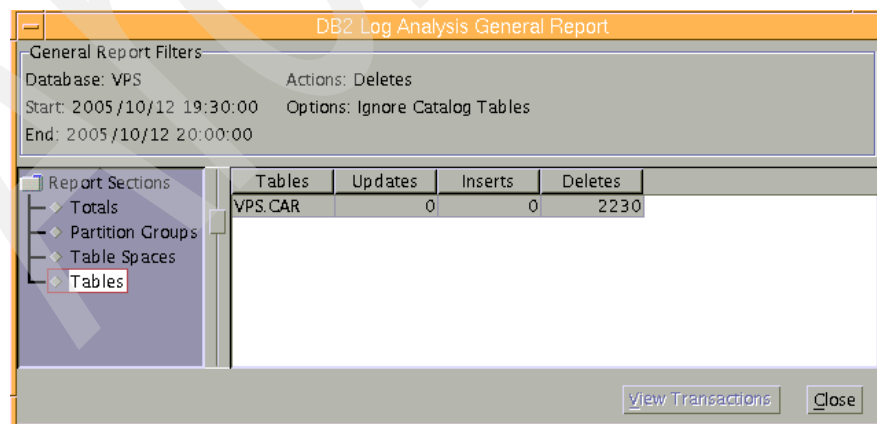 DB2 Log Analysis General Report
General Report Filters
Database: VPS Actions: Deletes
Start: 2005/10/12 19:30:00 Options: Ignore Catalog Tables
End: 2005/10/12 20:00:00
Report Sections
Totals
Partition Groups
Table Spaces
Tables
Tables Updates Inserts Deletes
VPS.CAR 0 0 2230
View Transactions Close